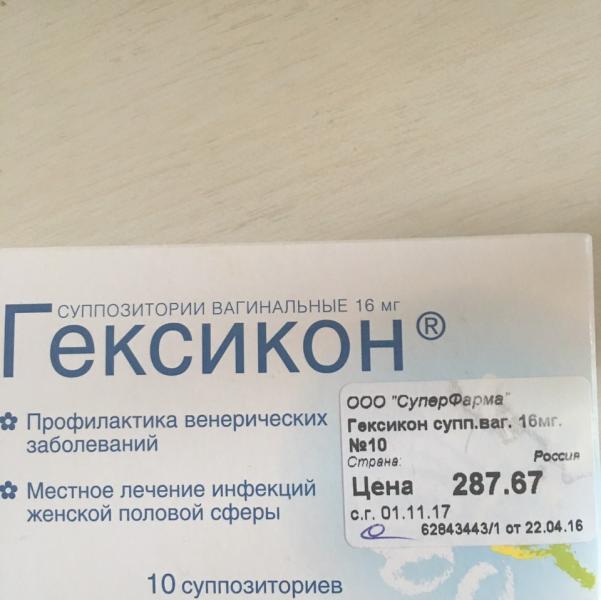 СУППОЗИТОРИИ ВАГИНАЛЬНЫЕ 16 мг
Гексикон®
Профилактика венерических
заболеваний
Местное лечение инфекций
женской половой сферы
10 суппозиториев
ООО "СуперФарма"
Гексикон супп.ваг. 16мг.
№10
Страна: Россия
Цена 287.67
с.г. 01.11.17
62843443/1 от 22.04.16